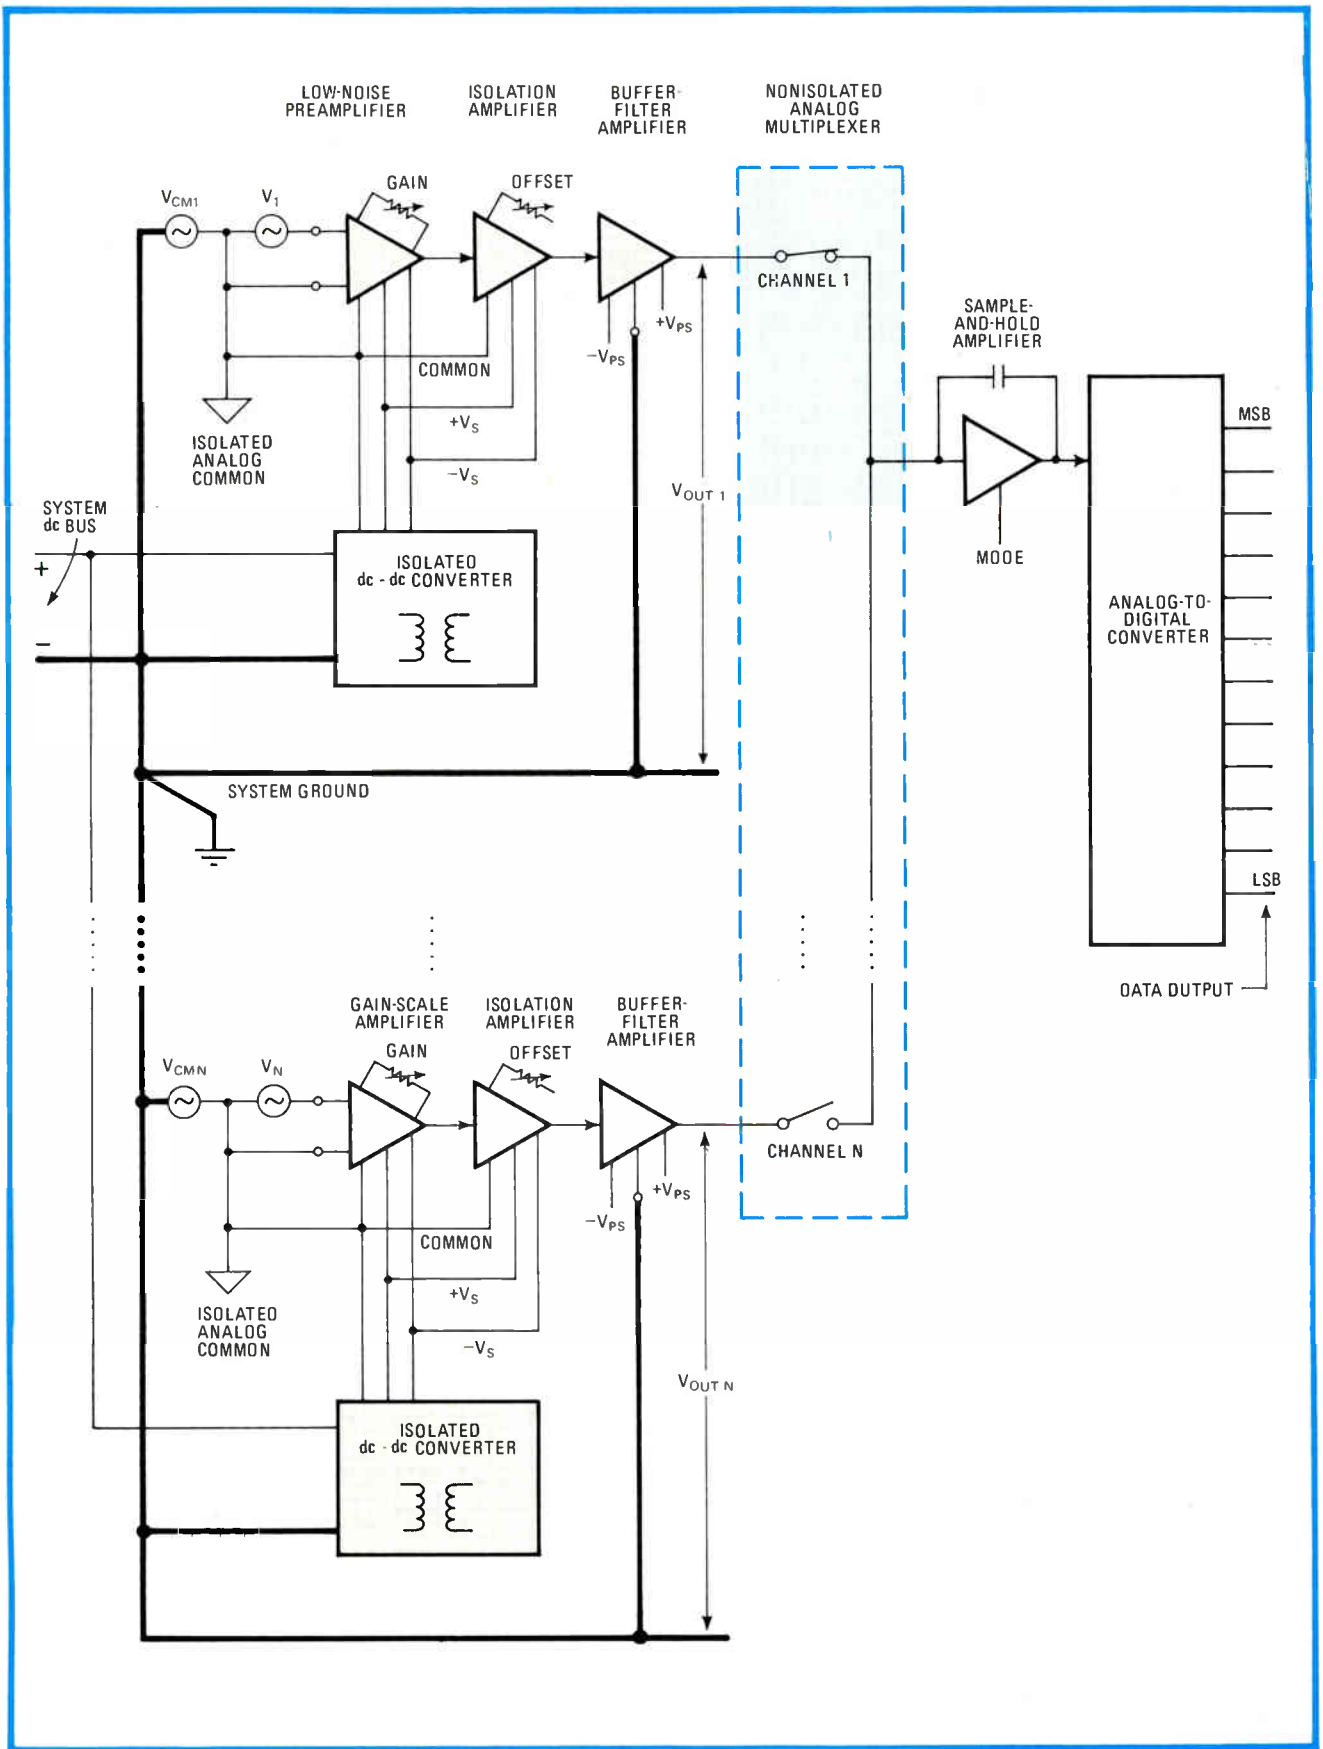 LOW-NOISE
PREAMPLIFIER
ISOLATION
AMPLIFIER
BUFFER-
FILTER
AMPLIFIER
NONISOLATED
ANALOG
MULTIPLEXER
VCM1
V1
GAIN
OFFSET
CHANNEL 1
+VPS
−VPS
COMMON
+VS
−VS
ISOLATED
ANALOG
COMMON
SAMPLE-
AND-HOLD
AMPLIFIER
MODE
MSB
SYSTEM
dc BUS
+
−
VOUT 1
ISOLATED
dc - dc CONVERTER
ANALOG-TO-
DIGITAL
CONVERTER
SYSTEM GROUND
LSB
DATA OUTPUT
GAIN-SCALE
AMPLIFIER
ISOLATION
AMPLIFIER
BUFFER-
FILTER
AMPLIFIER
VCMN
VN
GAIN
OFFSET
CHANNEL N
+VPS
−VPS
COMMON
+VS
−VS
ISOLATED
ANALOG
COMMON
VOUT N
ISOLATED
dc - dc CONVERTER